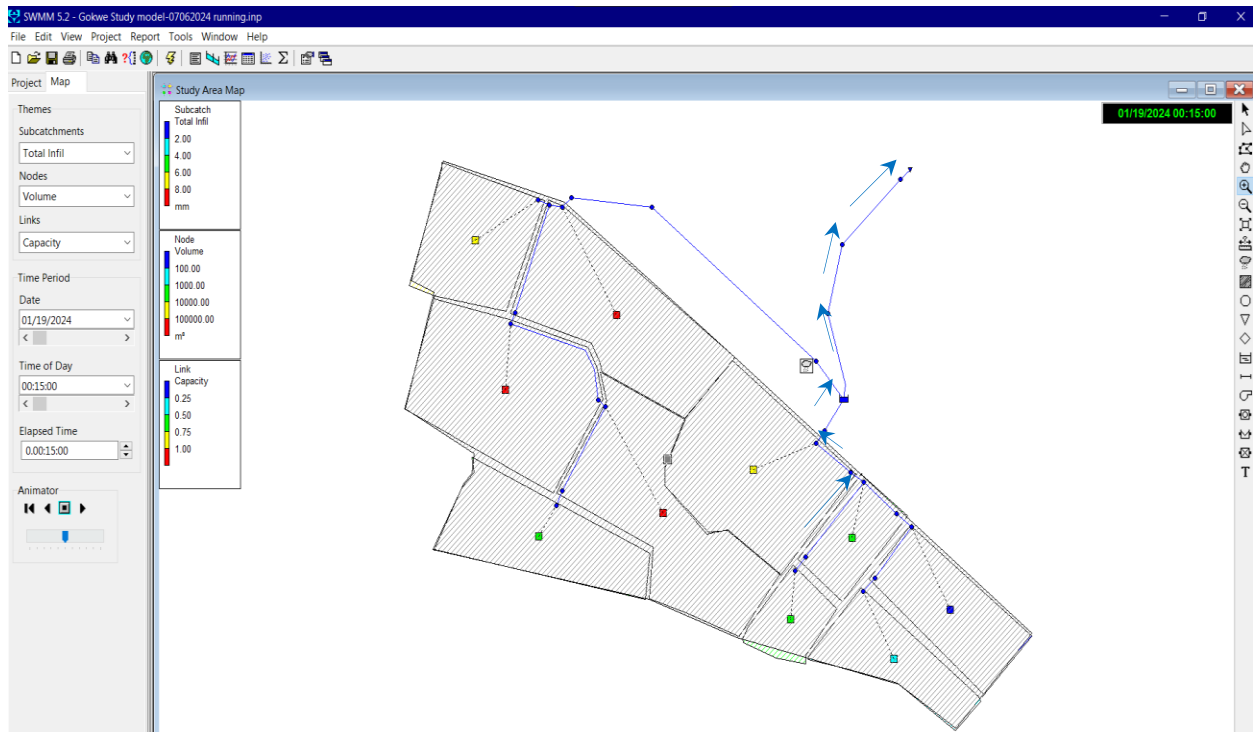 SWMM 5.2 - Gokwe Study model-07062024 running.inp
File Edit View Project Report Tools Window Help
Project Map
Study Area Map
Themes
Subcatchments
Total Infil
Nodes
Volume
Links
Capacity
Time Period
Date
01/19/2024
Time of Day
00:15:00
Elapsed Time
0.00:15:00
Animator
Subcatch
Total Infil
2.00
4.00
6.00
8.00
mm
Node
Volume
100.00
1000.00
10000.00
100000.00
m³
Link
Capacity
0.25
0.50
0.75
1.00
01/19/2024 00:15:00
T